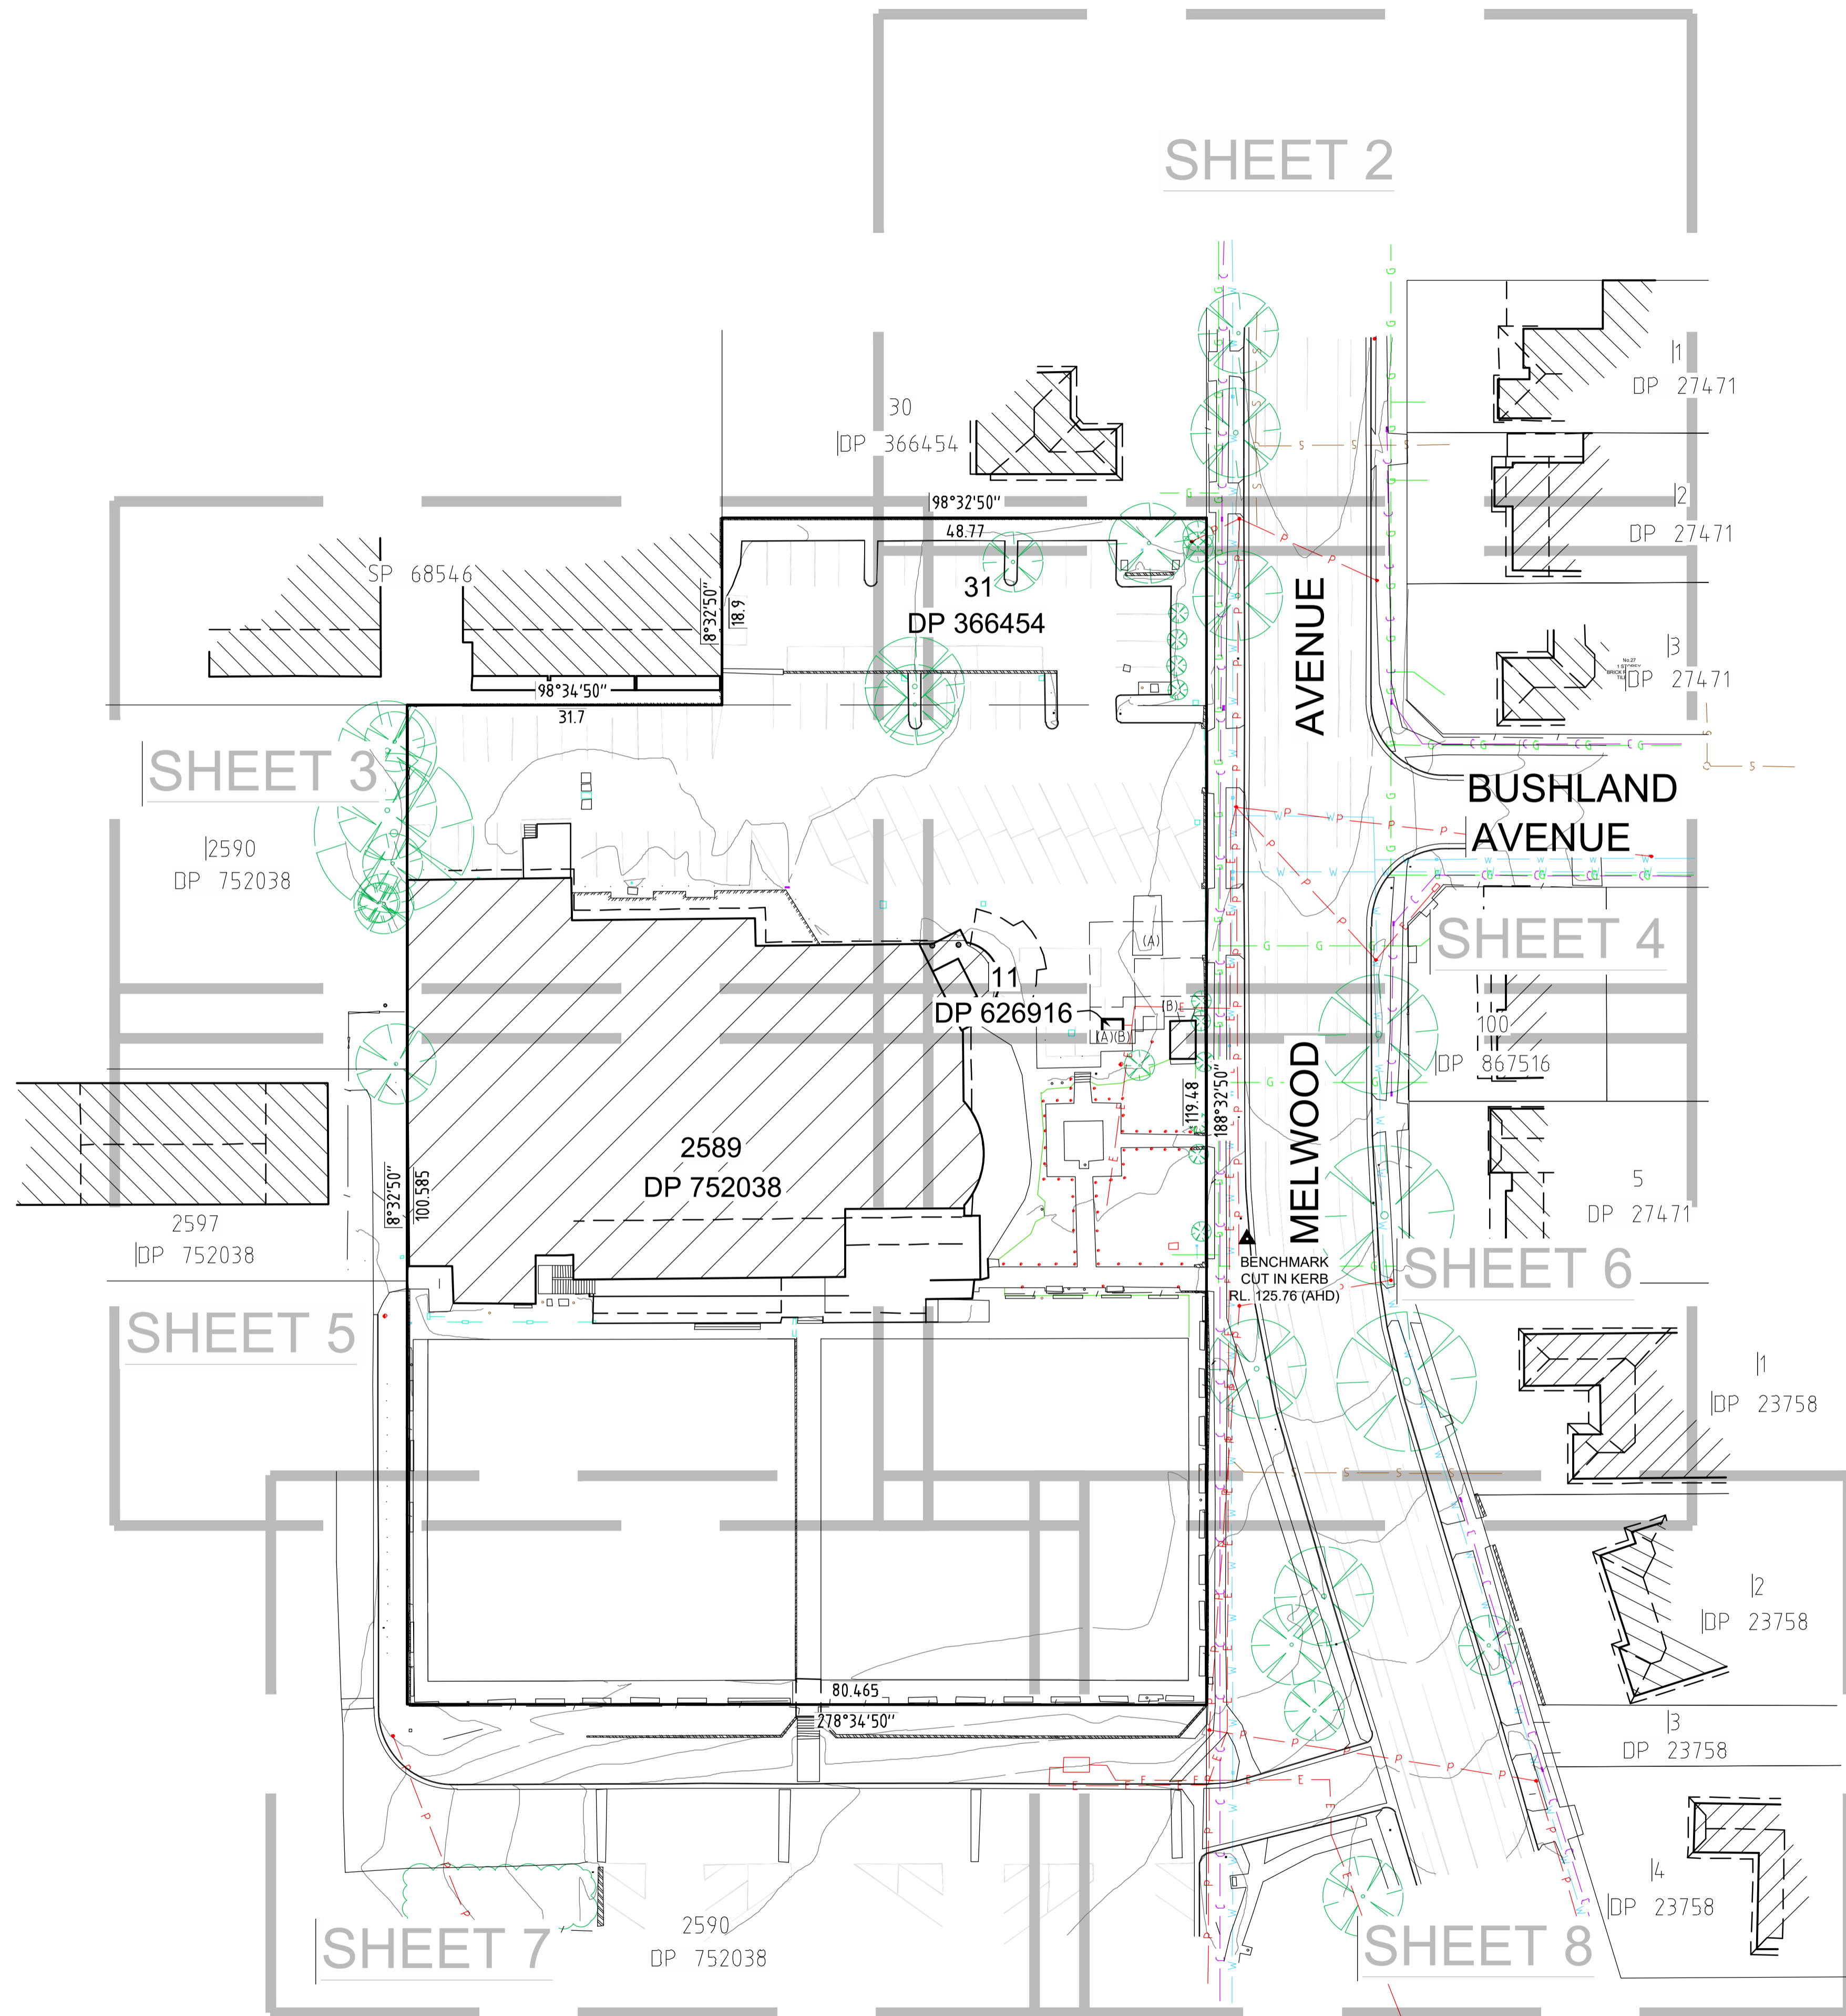 SHEET 2
1
DP 27471
30
DP 366454
2
DP 27471
98°32'50"
48.77
SP 68546
31
DP 366454
8°32'50"
18.9
AVENUE
3
DP 27471
No.27
98°34'50"
31.7
SHEET 3
BUSHLAND
AVENUE
2590
DP 752038
(A)
SHEET 4
11
DP 626916
(B)
(A)(B)
100
DP 867516
MELWOOD
119.48
188°32'50"
2589
DP 752038
8°32'50"
100.585
5
DP 27471
2597
DP 752038
BENCHMARK
CUT IN KERB
RL. 125.76 (AHD)
SHEET 6
SHEET 5
1
DP 23758
2
DP 23758
80.465
278°34'50"
3
DP 23758
4
DP 23758
2590
DP 752038
SHEET 7
SHEET 8